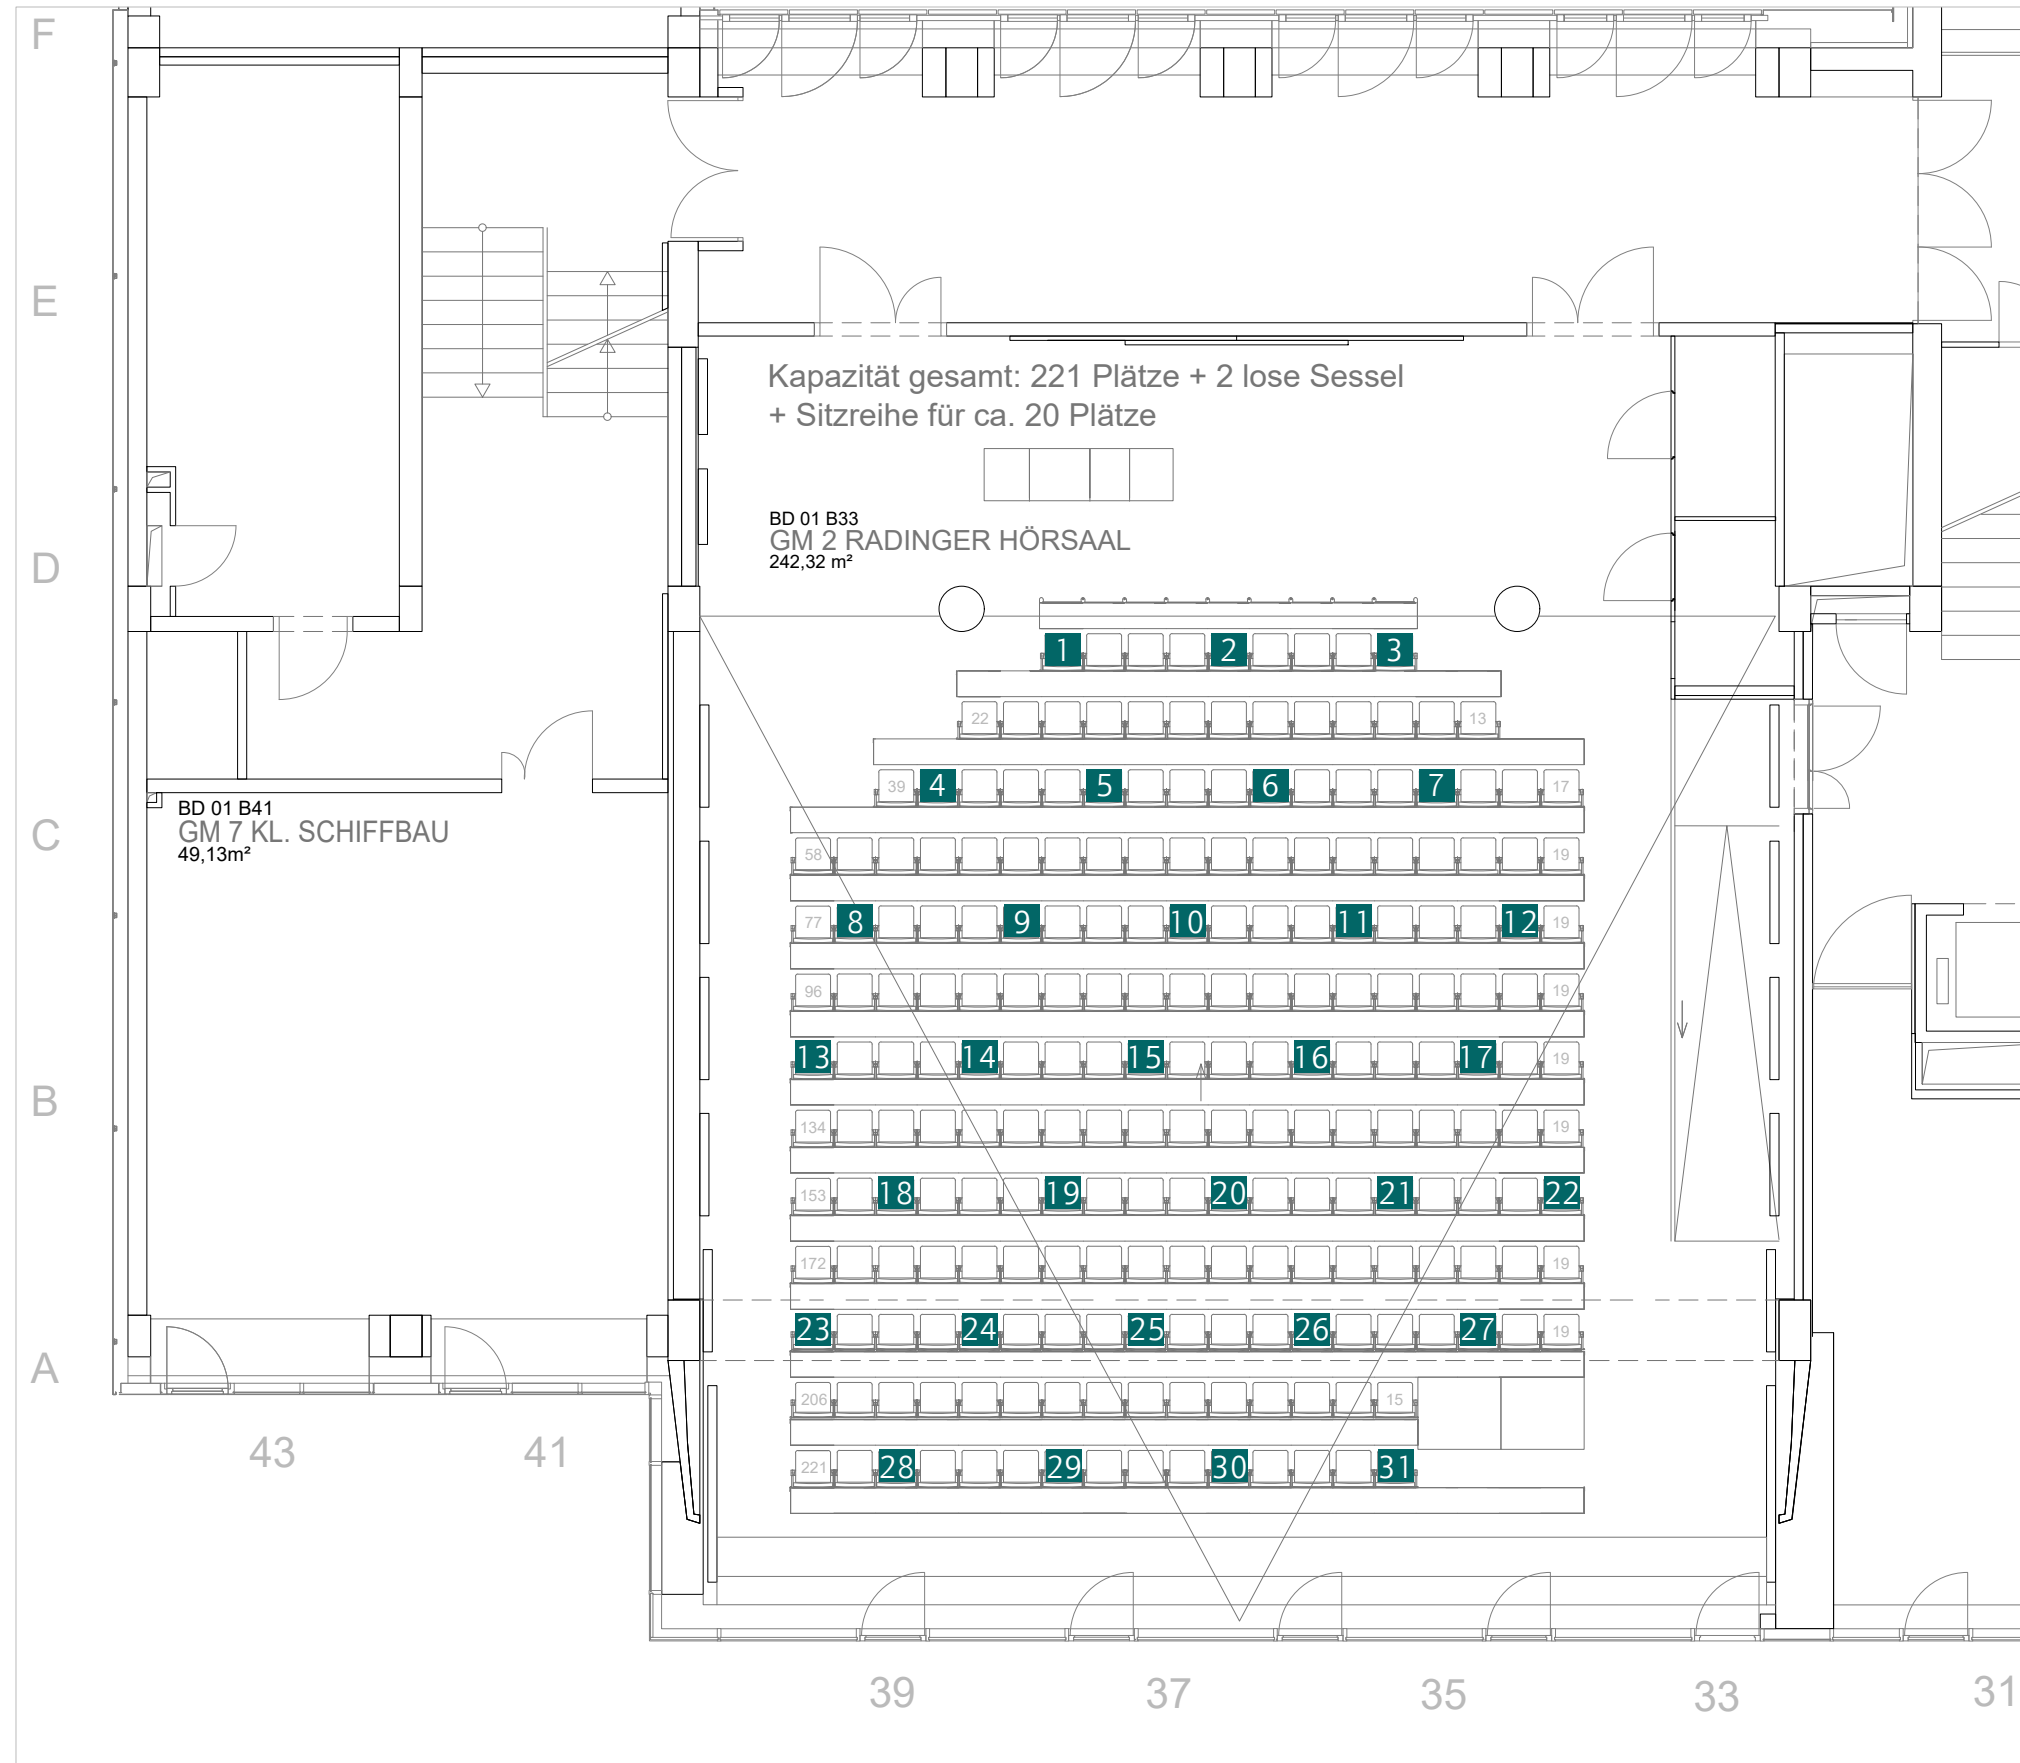 F
E
Kapazität gesamt: 221 Plätze + 2 lose Sessel
+ Sitzreihe für ca. 20 Plätze
BD 01 B33
GM 2 RADINGER HÖRSAAL
242,32 m²
D
1 2 3
22 13
39 4 5 6 7 17
BD 01 B41
GM 7 KL. SCHIFFBAU
49,13m²
C
58 19
77 8 9 10 11 12 19
96 19
13 14 15 16 17 19
B
134 19
153 18 19 20 21 22
172 19
23 24 25 26 27 19
A
206 15
43 41
221 28 29 30 31
39 37 35 33 31